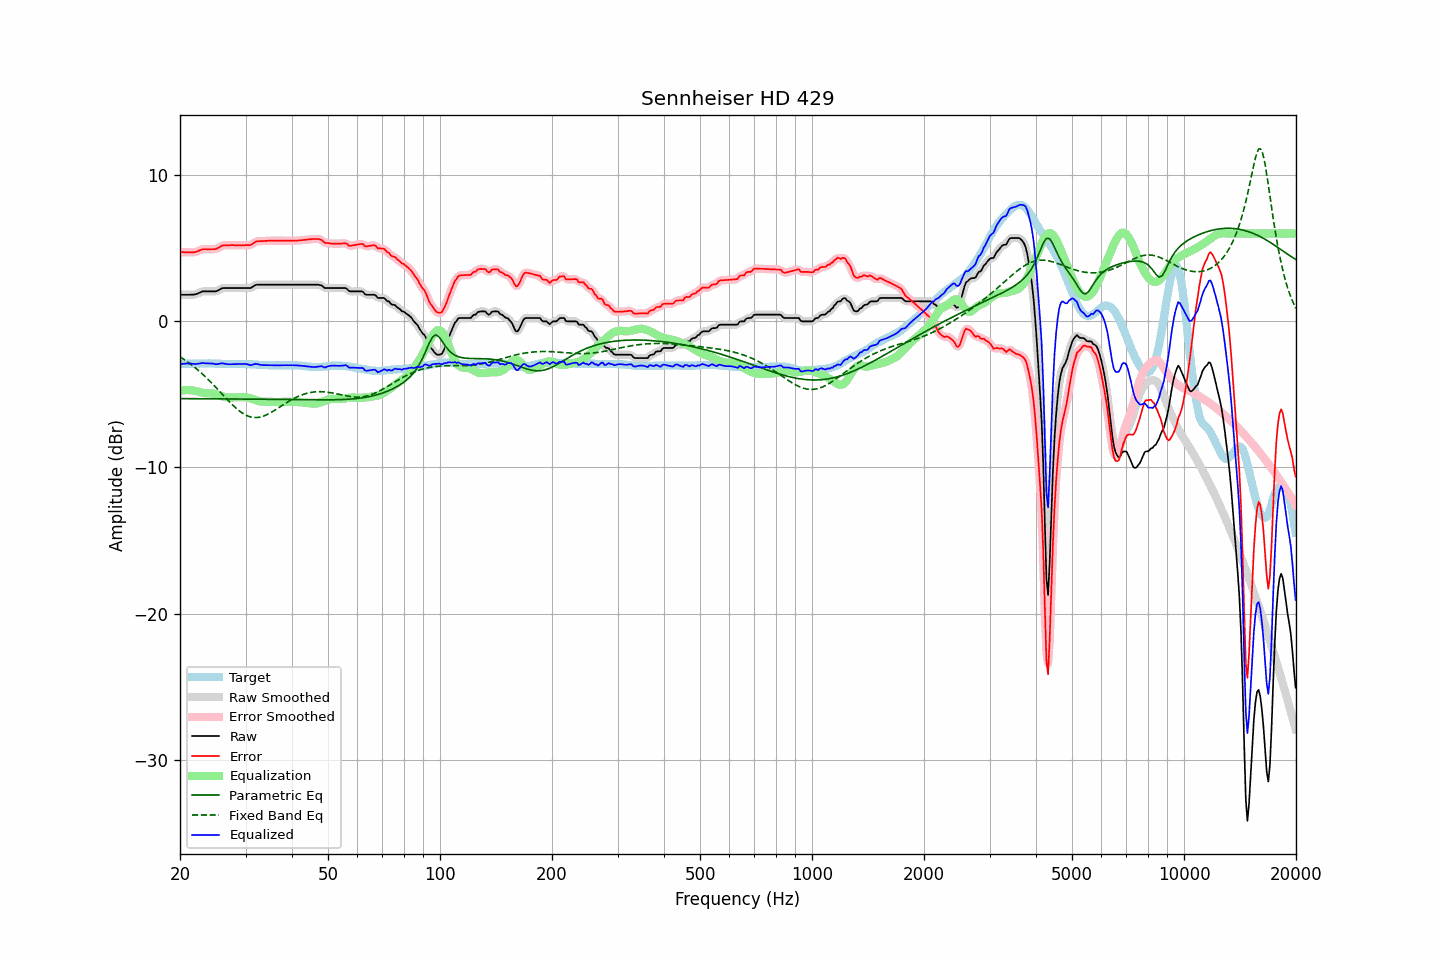 Sennheiser HD 429
Amplitude (dBr)
10
0
−10
−20
−30
Target
Raw Smoothed
Error Smoothed
Raw
Error
Equalization
Parametric Eq
Fixed Band Eq
Equalized
20 50 100 200 500 1000 2000 5000 10000 20000
Frequency (Hz)